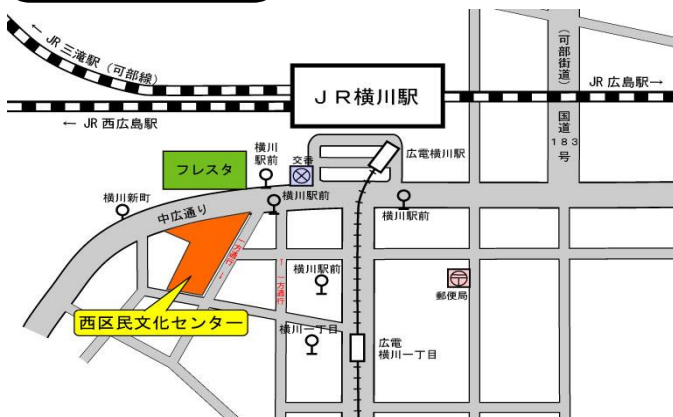 ← JR 三滝駅（可部線）
ＪＲ横川駅
（可部街道）
JR 広島駅→
← JR 西広島駅
国道183号
横川
駅前
交番
広電横川駅
フレスタ
横川新町
中広通り
横川駅前
横川駅前
一方通行→
← 一方通行
横川駅前
郵便局
西区民文化センター
横川一丁目
広電
横川一丁目